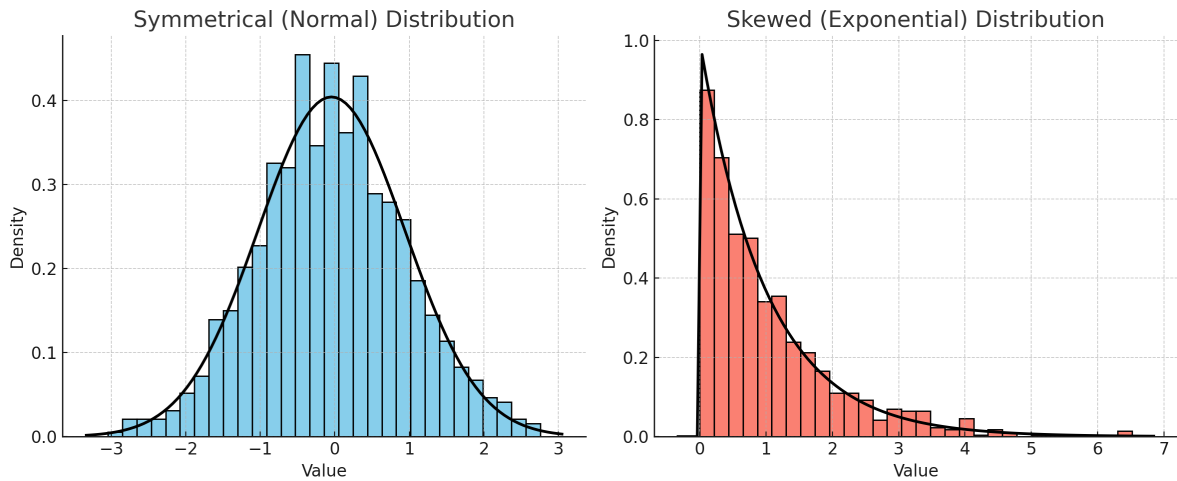 Symmetrical (Normal) Distribution
Density
0.4
0.3
0.2
0.1
0.0
−3 −2 −1 0 1 2 3
Value
Skewed (Exponential) Distribution
Density
1.0
0.8
0.6
0.4
0.2
0.0
0 1 2 3 4 5 6 7
Value